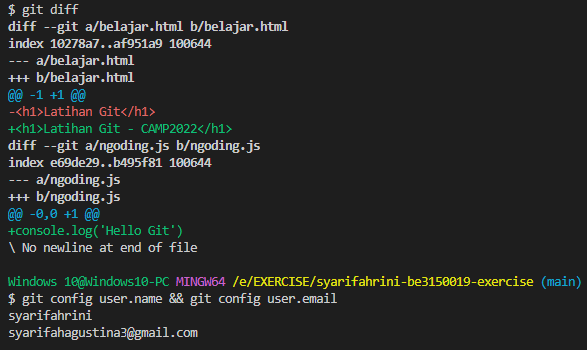 $ git diff
diff --git a/belajar.html b/belajar.html
index 10278a7..af951a9 100644
--- a/belajar.html
+++ b/belajar.html
@@ -1 +1 @@
-<h1>Latihan Git</h1>
+<h1>Latihan Git - CAMP2022</h1>
diff --git a/ngoding.js b/ngoding.js
index e69de29..b495f81 100644
--- a/ngoding.js
+++ b/ngoding.js
@@ -0,0 +1 @@
+console.log('Hello Git')
\ No newline at end of file
Windows 10@Windows10-PC MINGW64 /e/EXERCISE/syarifahrini-be3150019-exercise (main)
$ git config user.name && git config user.email
syarifahrini
syarifahagustina3@gmail.com